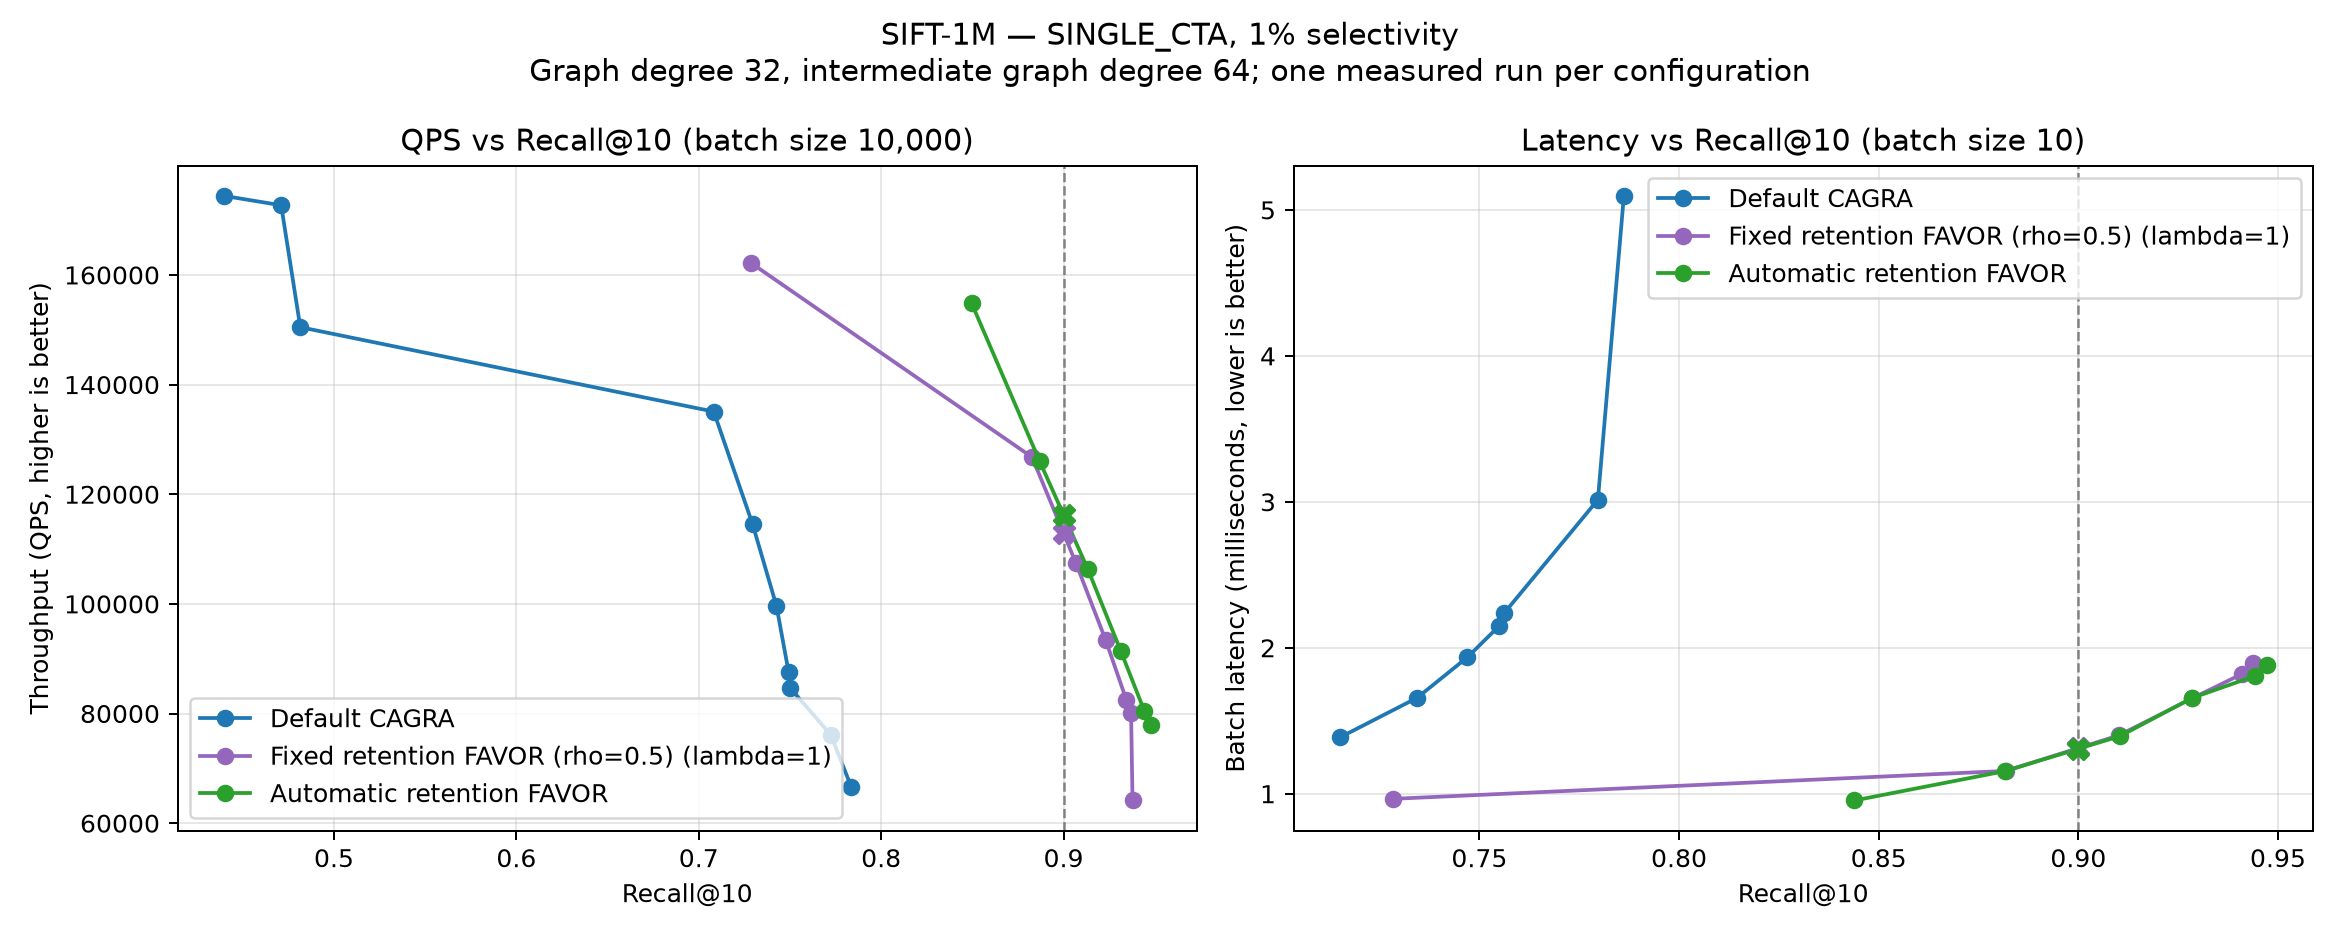 SIFT-1M — SINGLE_CTA, 1% selectivity
Graph degree 32, intermediate graph degree 64; one measured run per configuration
QPS vs Recall@10 (batch size 10,000)
Throughput (QPS, higher is better)
160000
140000
120000
100000
80000
60000
Default CAGRA
Fixed retention FAVOR (rho=0.5) (lambda=1)
Automatic retention FAVOR
0.5 0.6 0.7 0.8 0.9
Recall@10
Latency vs Recall@10 (batch size 10)
Batch latency (milliseconds, lower is better)
5
4
3
2
1
Default CAGRA
Fixed retention FAVOR (rho=0.5) (lambda=1)
Automatic retention FAVOR
0.75 0.80 0.85 0.90 0.95
Recall@10